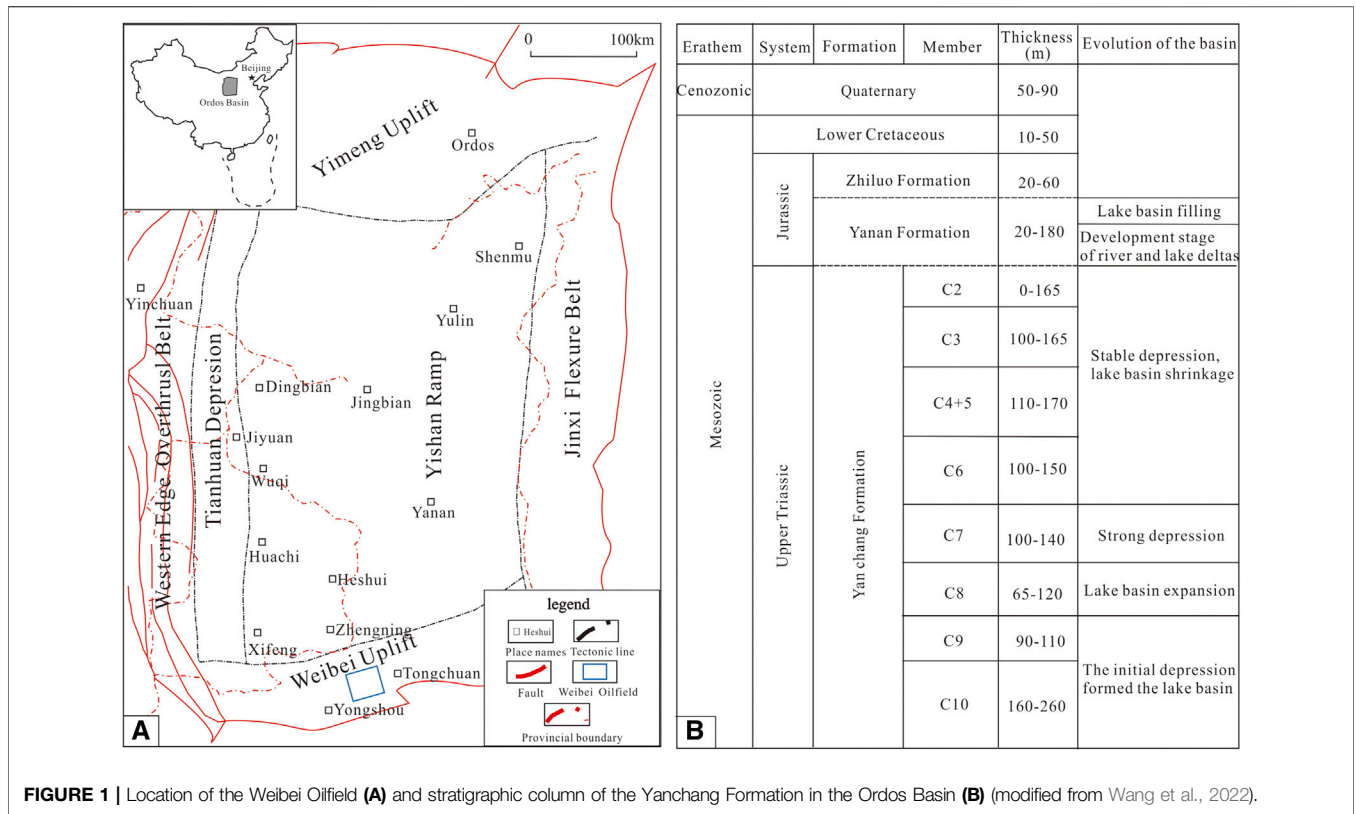 Beijing
Ordos Basin
0 100km
Yimeng Uplift
Ordos
Shenmu
Yinchuan
Yulin
Western Edge Overthrusl Belt
Tianhuan Depresion
Yishan Ramp
Jinxi Flexure Belt
Dingbian
Jingbian
Jiyuan
Wuqi
Yanan
Huachi
Heshui
Zhengning
Xifeng
Weibei Uplift
Tongchuan
Yongshou
legend
Heshui
Place names Tectonic line
Fault Weibei Oilfield
Provincial boundary
A
Erathem System Formation Member Thickness (m) Evolution of the basin
Cenozonic Quaternary 50-90
Mesozoic
Lower Cretaceous 10-50
Jurassic
Zhiluo Formation 20-60
Yanan Formation 20-180
Lake basin filling
Development stage
of river and lake deltas
Upper Triassic
Yan chang Formation
C2 0-165
C3 100-165
C4+5 110-170
C6 100-150
Stable depression,
lake basin shrinkage
C7 100-140 Strong depression
C8 65-120 Lake basin expansion
C9 90-110
C10 160-260
The initial depression
formed the lake basin
B
FIGURE 1 | Location of the Weibei Oilfield (A) and stratigraphic column of the Yanchang Formation in the Ordos Basin (B) (modified from Wang et al., 2022).